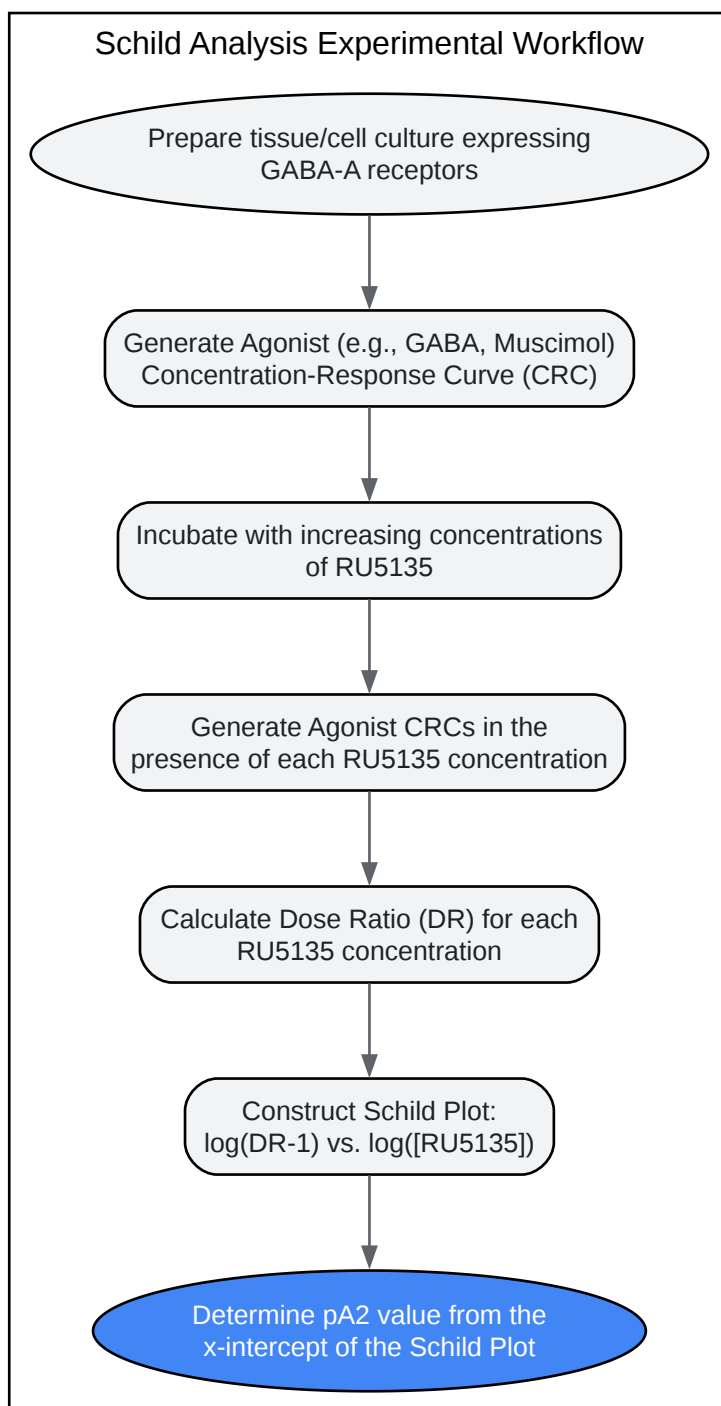 Schild Analysis Experimental Workflow
Prepare tissue/cell culture expressing
GABA-A receptors
Generate Agonist (e.g., GABA, Muscimol)
Concentration-Response Curve (CRC)
Incubate with increasing concentrations
of RU5135
Generate Agonist CRCs in the
presence of each RU5135 concentration
Calculate Dose Ratio (DR) for each
RU5135 concentration
Construct Schild Plot:
log(DR-1) vs. log([RU5135])
Determine pA2 value from the
x-intercept of the Schild Plot